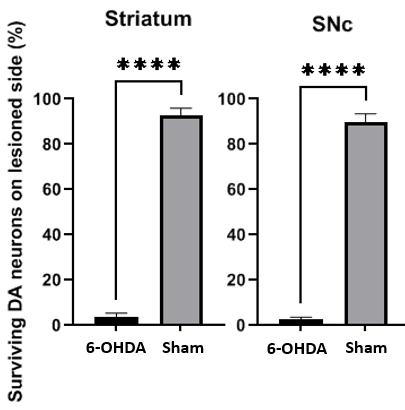 Striatum
SNc
Surviving DA neurons on lesioned side (%)
****
****
100
80
60
40
20
0
100
80
60
40
20
0
6-OHDA Sham
6-OHDA Sham